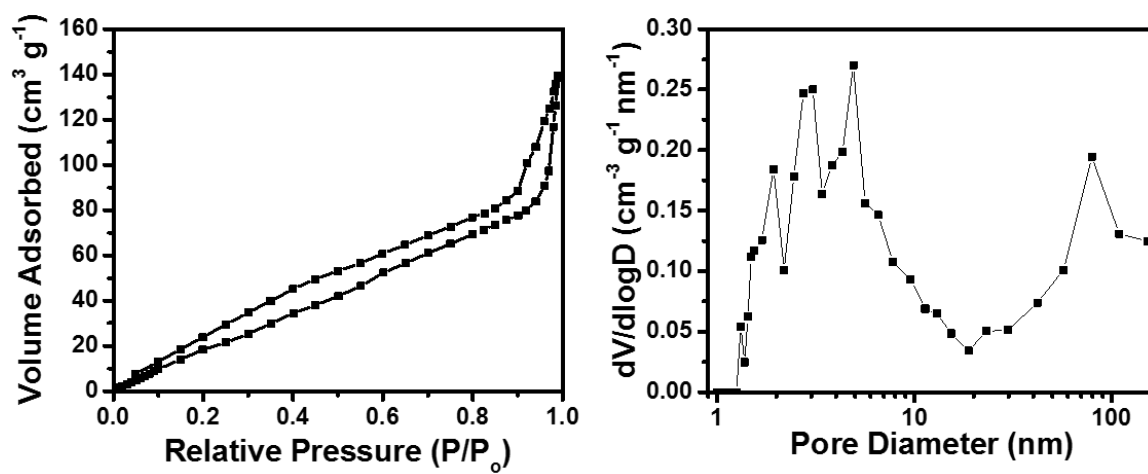 160
140
120
100
80
60
40
20
0
Volume Adsorbed (cm³ g⁻¹)
0.0 0.2 0.4 0.6 0.8 1.0
Relative Pressure (P/Pₒ)
0.30
0.25
0.20
0.15
0.10
0.05
0.00
dV/dlogD (cm⁻³ g⁻¹ nm⁻¹)
1 10 100
Pore Diameter (nm)